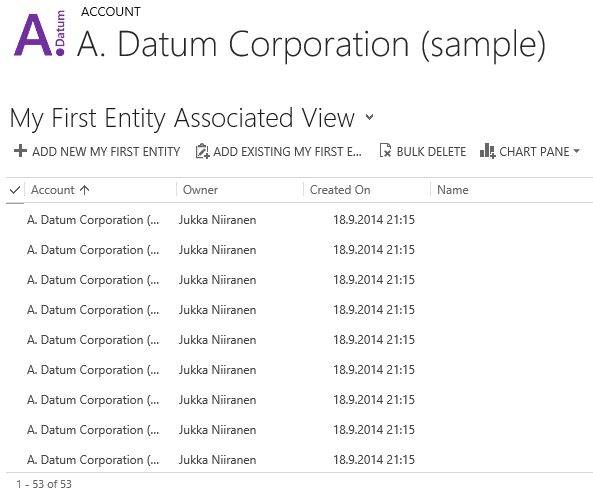 ACCOUNT
A. Datum
A. Datum Corporation (sample)
My First Entity Associated View
ADD NEW MY FIRST ENTITY ADD EXISTING MY FIRST E... BULK DELETE CHART PANE
Account Owner Created On Name
A. Datum Corporation (... Jukka Niiranen 18.9.2014 21:15
A. Datum Corporation (... Jukka Niiranen 18.9.2014 21:15
A. Datum Corporation (... Jukka Niiranen 18.9.2014 21:15
A. Datum Corporation (... Jukka Niiranen 18.9.2014 21:15
A. Datum Corporation (... Jukka Niiranen 18.9.2014 21:15
A. Datum Corporation (... Jukka Niiranen 18.9.2014 21:15
A. Datum Corporation (... Jukka Niiranen 18.9.2014 21:15
A. Datum Corporation (... Jukka Niiranen 18.9.2014 21:15
A. Datum Corporation (... Jukka Niiranen 18.9.2014 21:15
1 - 53 of 53